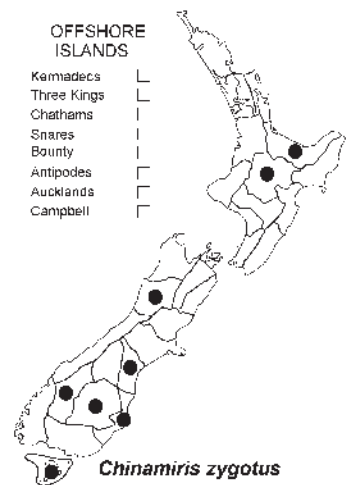 OFFSHORE
ISLANDS
Kermadecs
Three Kings
Chathams
Snares
Bounty
Antipodes
Aucklands
Campbell
Chinamiris zygotus